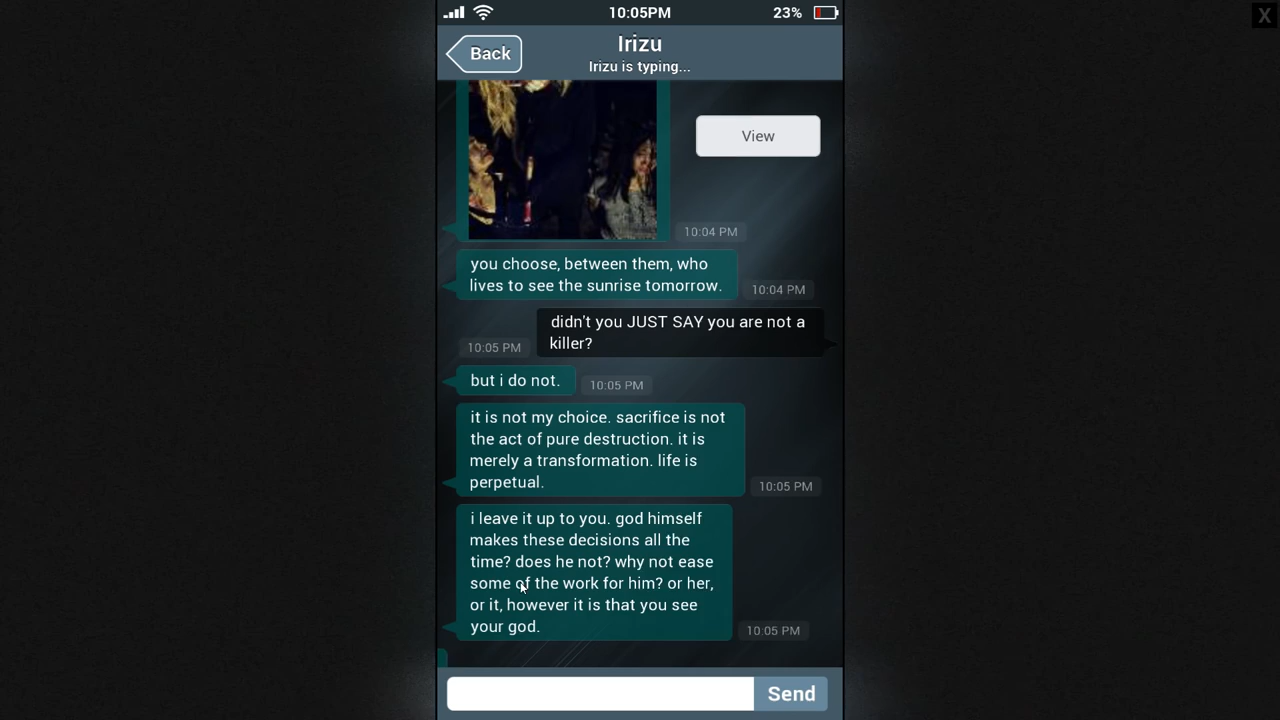 10:05PM
23%
X
Back
Irizu
Irizu is typing...
View
10:04 PM
you choose, between them, who
lives to see the sunrise tomorrow.
10:04 PM
didn't you JUST SAY you are not a
killer?
10:05 PM
but i do not.
10:05 PM
it is not my choice. sacrifice is not
the act of pure destruction. it is
merely a transformation. life is
perpetual.
10:05 PM
i leave it up to you. god himself
makes these decisions all the
time? does he not? why not ease
some of the work for him? or her,
or it, however it is that you see
your god.
10:05 PM
Send